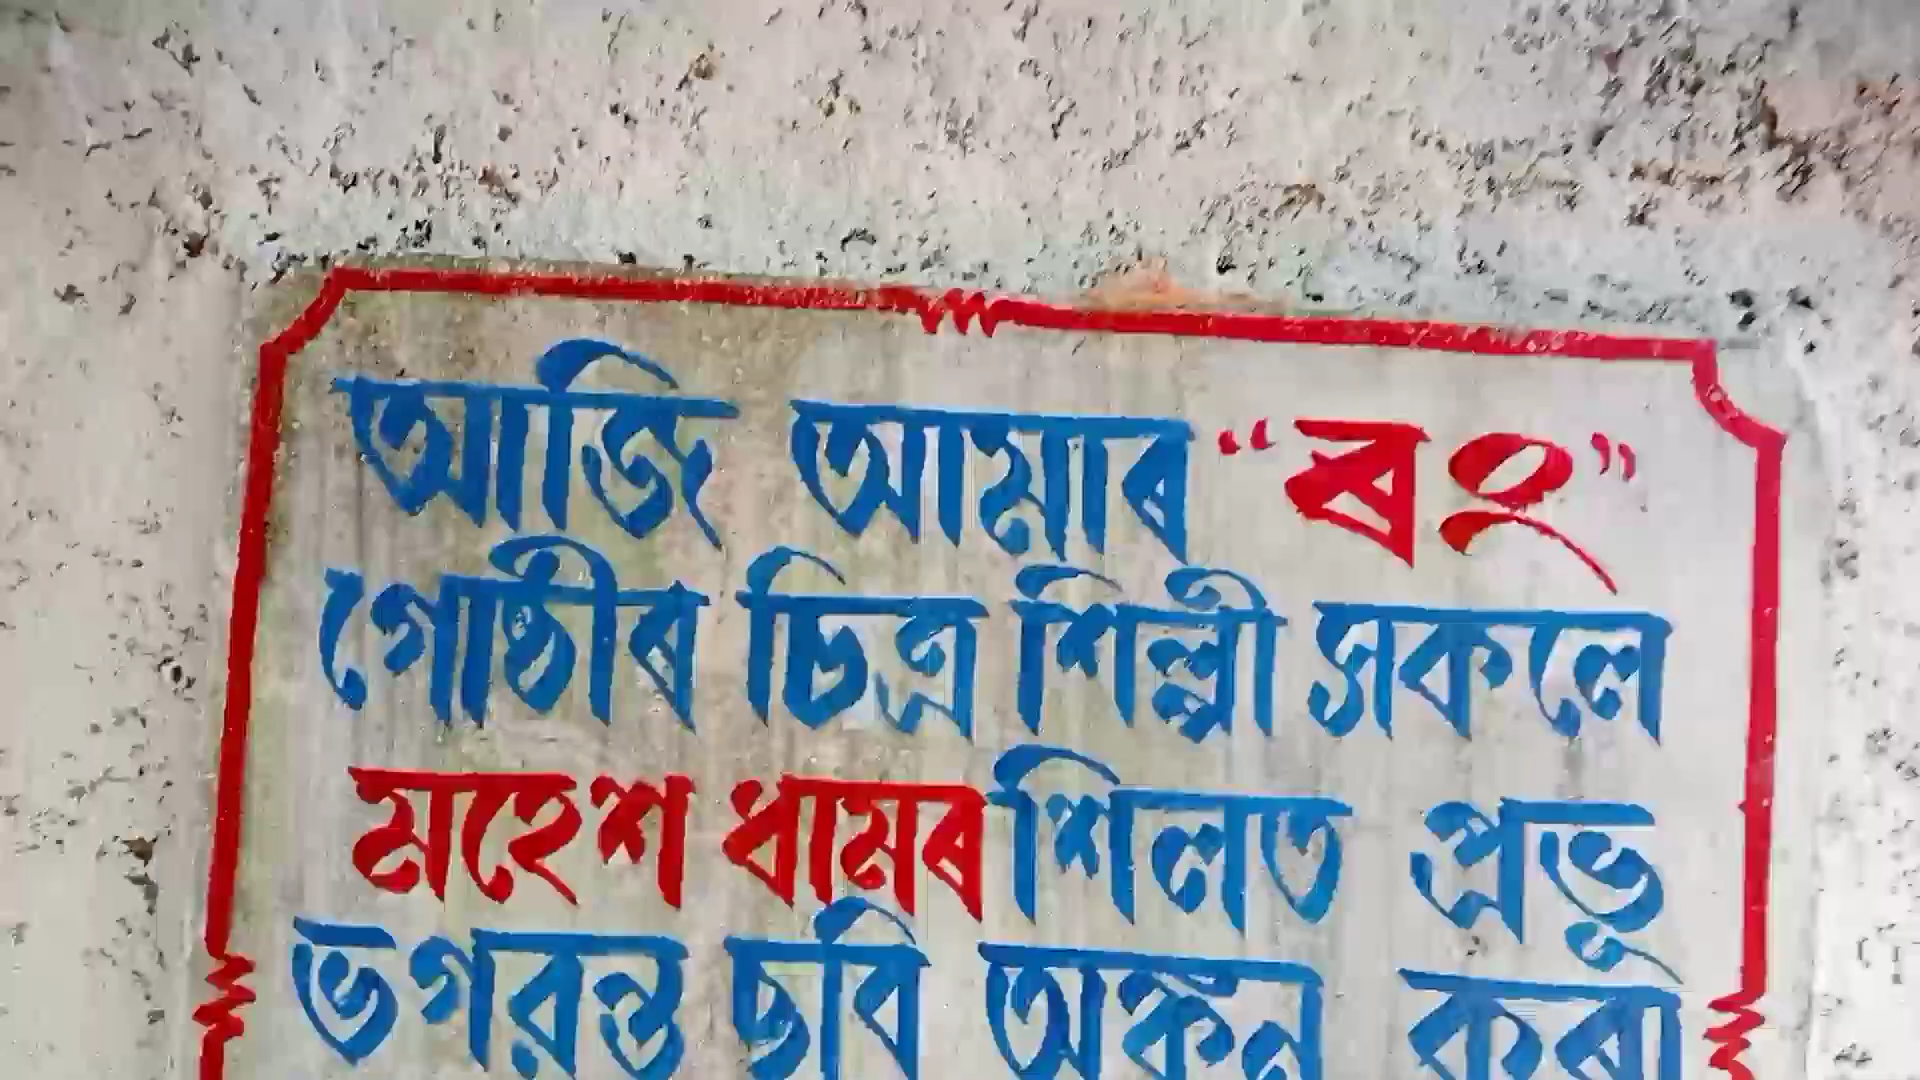 আজি আমাৰ “ৰং”
গোষ্ঠীৰ চিত্ৰ শিল্পী সকলে
মহেশ ধামৰ শিলত প্ৰভূ
ভগৱন্ত ছবি অঙ্কন কৰা